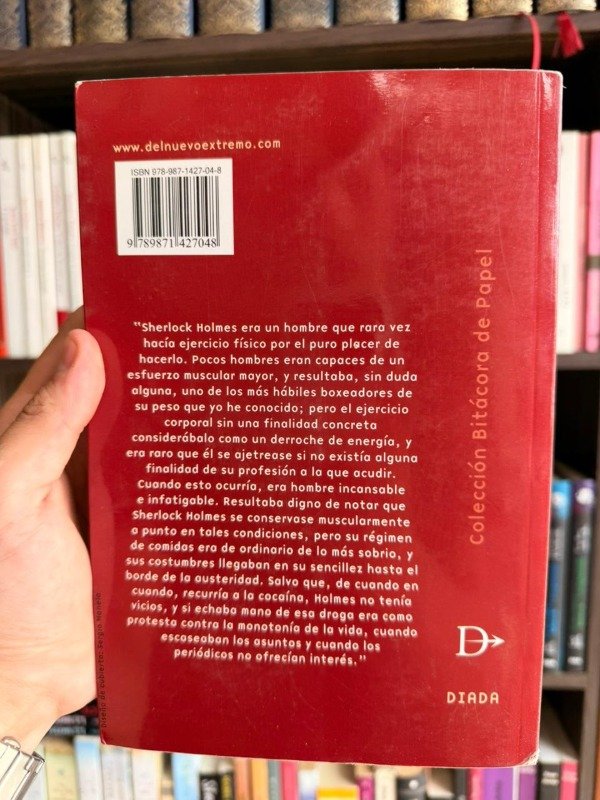 www.delnuevoextremo.com
ISBN 978-987-1427-04-8
9 789871 427048
"Sherlock Holmes era un hombre que rara vez
hacía ejercicio físico por el puro placer de
hacerlo. Pocos hombres eran capaces de un
esfuerzo muscular mayor, y resultaba, sin duda
alguna, uno de los más hábiles boxeadores de
su peso que yo he conocido; pero el ejercicio
corporal sin una finalidad concreta
considerábalo como un derroche de energía, y
era raro que él se ajetrease si no existía alguna
finalidad de su profesión a la que acudir.
Cuando esto ocurría, era hombre incansable
e infatigable. Resultaba digno de notar que
Sherlock Holmes se conservase muscularmente
a punto en tales condiciones, pero su régimen
de comidas era de ordinario de lo más sobrio, y
sus costumbres llegaban en su sencillez hasta el
borde de la austeridad. Salvo que, de cuando en
cuando, recurría a la cocaína, Holmes no tenía
vicios, y si echaba mano de esa droga era como
protesta contra la monotonía de la vida, cuando
escaseaban los asuntos y cuando los
periódicos no ofrecían interés."
Colección Bitácora de Papel
D
DIADA
Diseño de cubierta: Sergio Manela